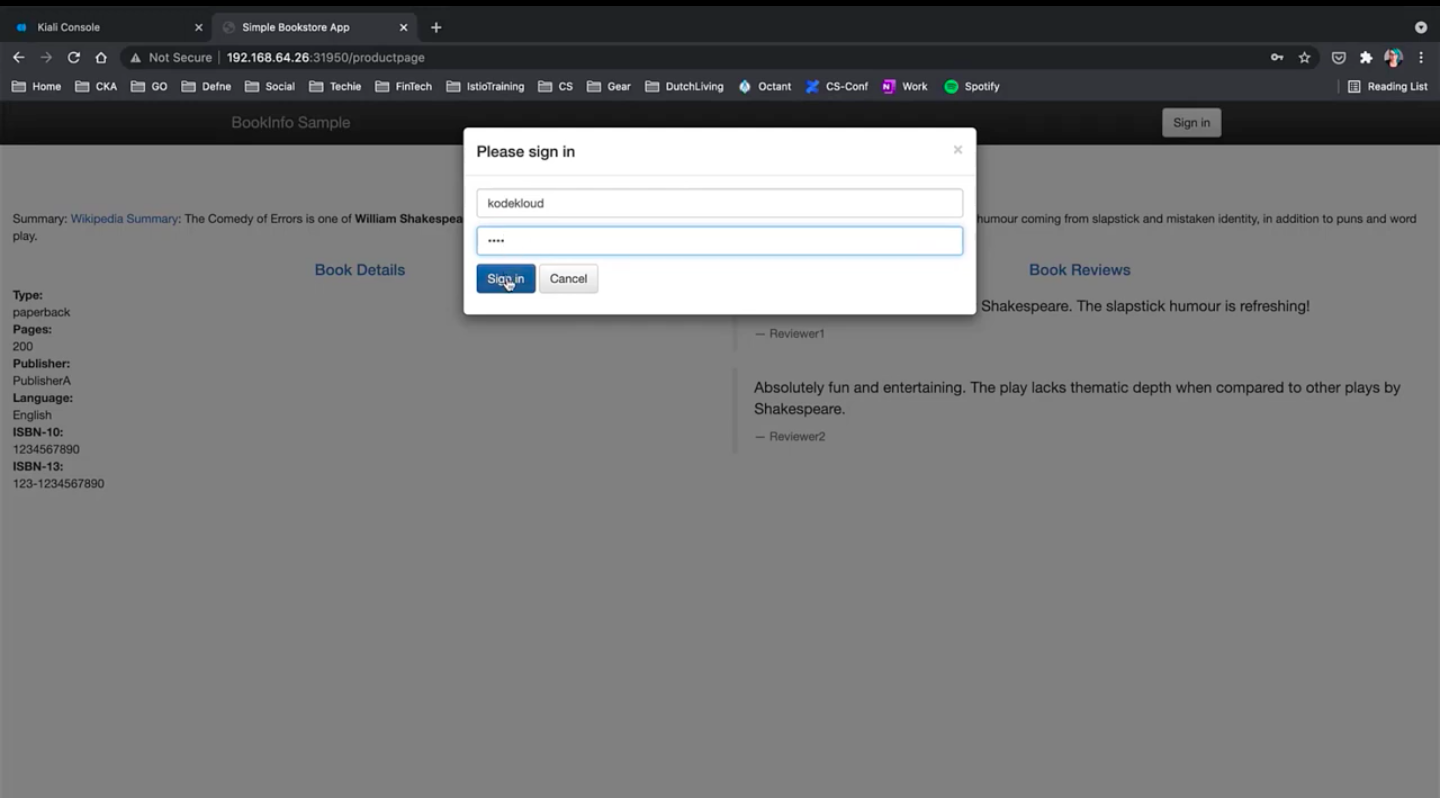 Kiali Console
Simple Bookstore App
Not Secure | 192.168.64.26:31950/productpage
Home CKA GO Defne Social Techie FinTech IstioTraining CS Gear DutchLiving Octant CS-Conf Work Spotify Reading List
BookInfo Sample
Sign in
Please sign in
×
kodekloud
••••
Sign in Cancel
Summary: Wikipedia Summary: The Comedy of Errors is one of William Shakespea
humour coming from slapstick and mistaken identity, in addition to puns and word
play.
Book Details
Type:
paperback
Pages:
200
Publisher:
PublisherA
Language:
English
ISBN-10:
1234567890
ISBN-13:
123-1234567890
Book Reviews
Shakespeare. The slapstick humour is refreshing!
— Reviewer1
Absolutely fun and entertaining. The play lacks thematic depth when compared to other plays by
Shakespeare.
— Reviewer2